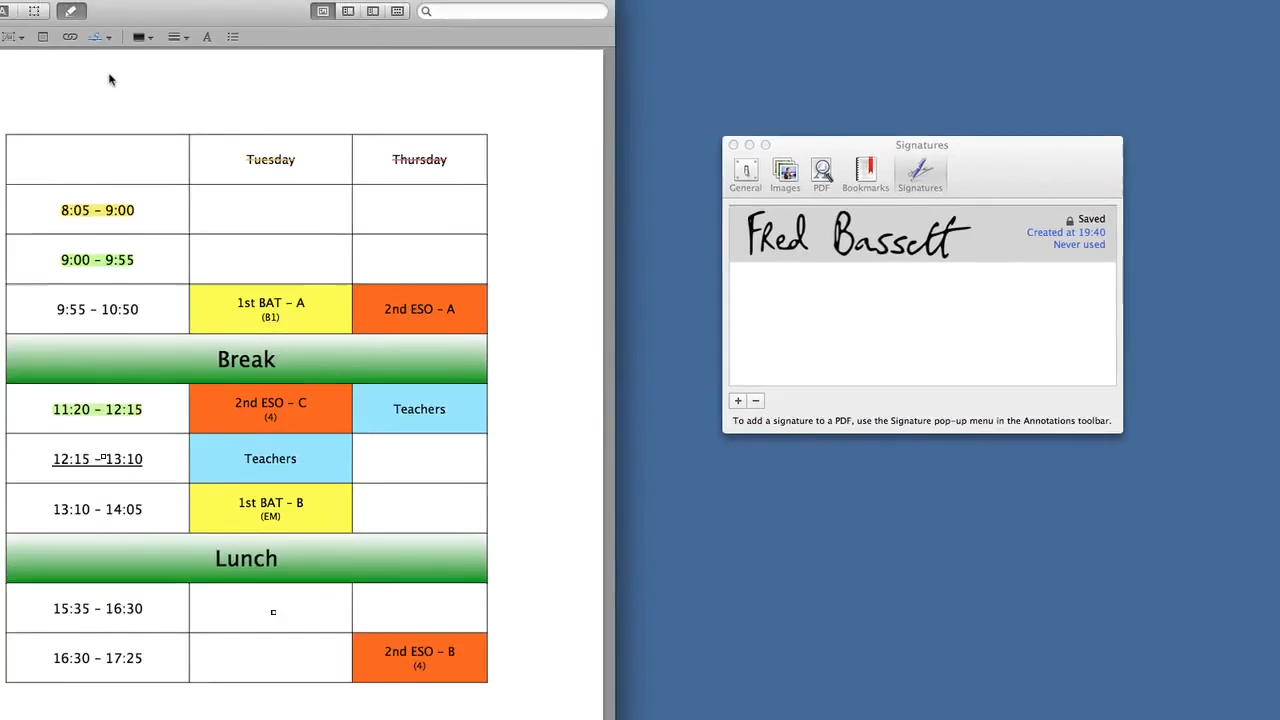 Tuesday Thursday
8:05 – 9:00
9:00 – 9:55
9:55 – 10:50 1st BAT – A 2nd ESO – A
(B1)
Break
11:20 – 12:15 2nd ESO – C Teachers
(4)
12:15 – 13:10 Teachers
13:10 – 14:05 1st BAT – B
(EM)
Lunch
15:35 – 16:30
16:30 – 17:25 2nd ESO – B
(4)
Signatures
General Images PDF Bookmarks Signatures
Fred Bassett
Saved
Created at 19:40
Never used
To add a signature to a PDF, use the Signature pop-up menu in the Annotations toolbar.